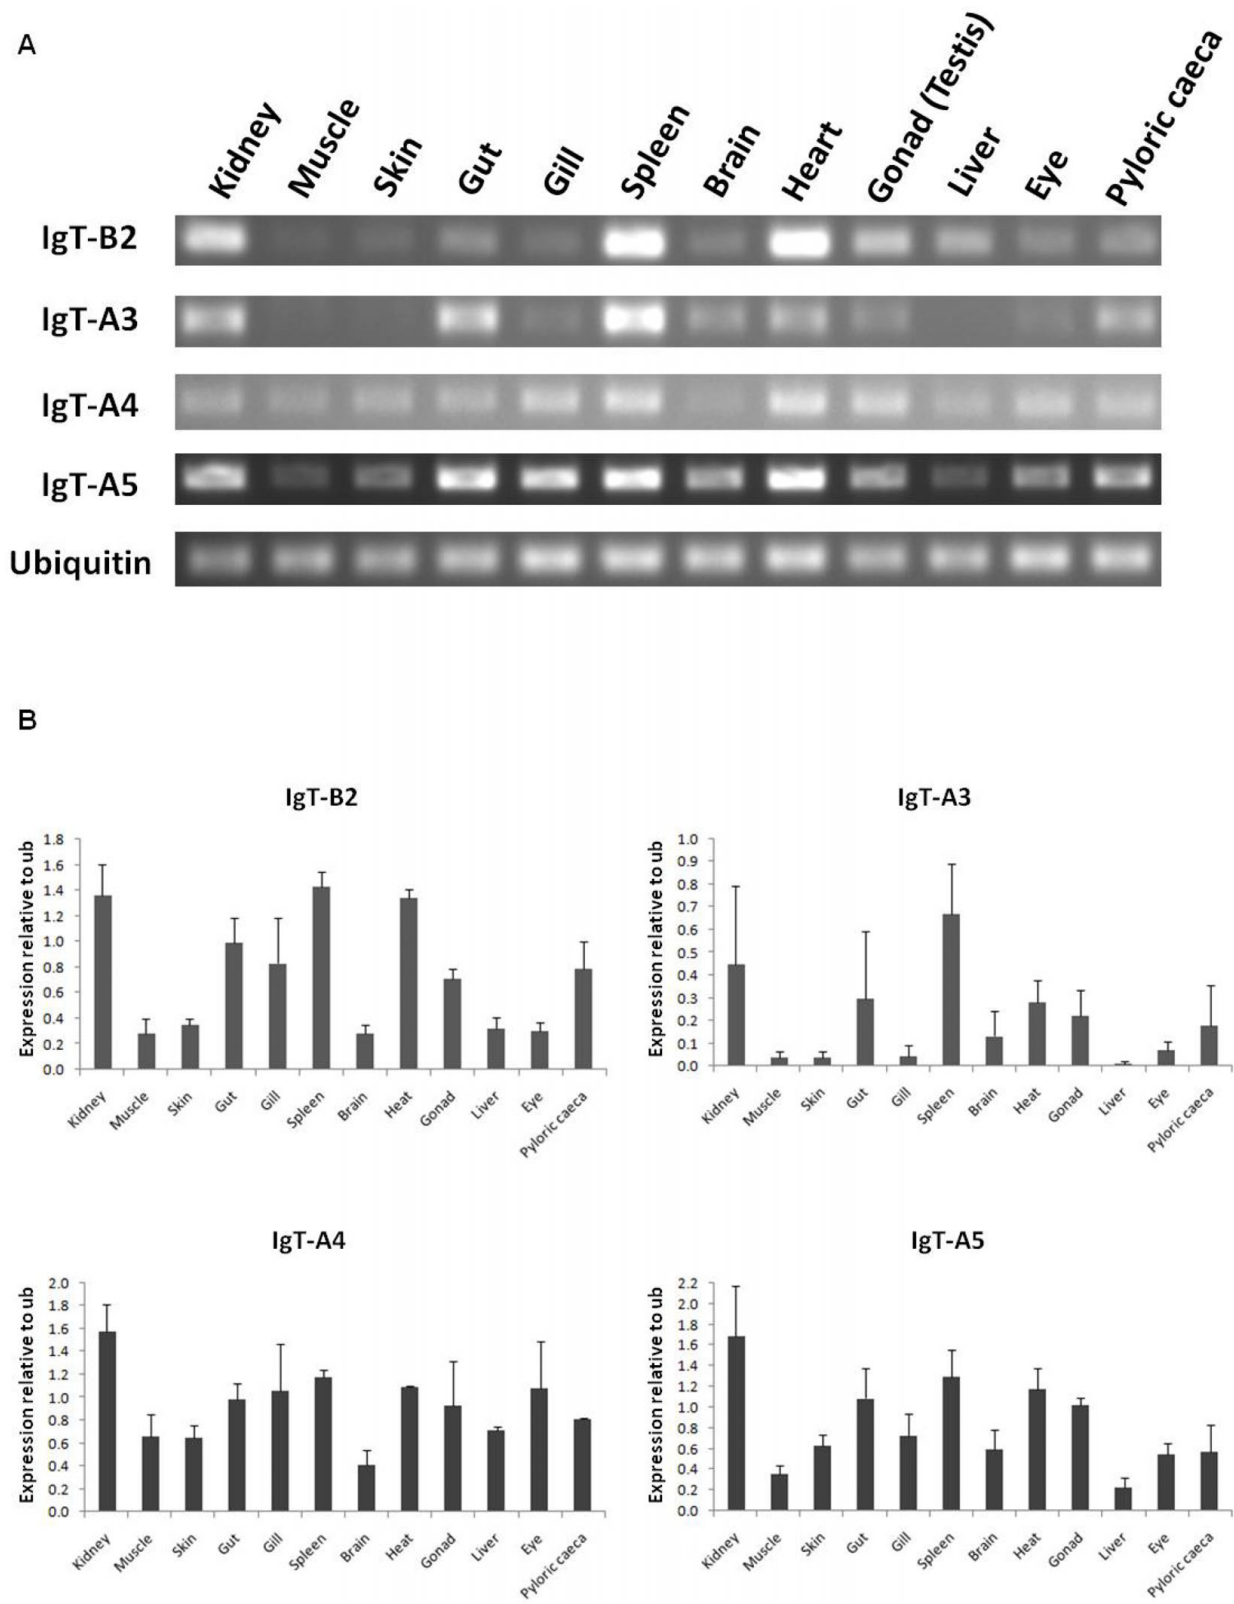 A
Kidney Muscle Skin Gut Gill Spleen Brain Heart Gonad (Testis) Liver Eye Pyloric caeca
IgT-B2
IgT-A3
IgT-A4
IgT-A5
Ubiquitin
B
IgT-B2
Expression relative to ub
1.8
1.6
1.4
1.2
1.0
0.8
0.6
0.4
0.2
0.0
Kidney Muscle Skin Gut Gill Spleen Brain Heat Gonad Liver Eye Pyloric caeca
IgT-A3
Expression relative to ub
1.0
0.9
0.8
0.7
0.6
0.5
0.4
0.3
0.2
0.1
0.0
Kidney Muscle Skin Gut Gill Spleen Brain Heat Gonad Liver Eye Pyloric caeca
IgT-A4
Expression relative to ub
2.0
1.8
1.6
1.4
1.2
1.0
0.8
0.6
0.4
0.2
0.0
Kidney Muscle Skin Gut Gill Spleen Brain Heat Gonad Liver Eye Pyloric caeca
IgT-A5
Expression relative to ub
2.2
2.0
1.8
1.6
1.4
1.2
1.0
0.8
0.6
0.4
0.2
0.0
Kidney Muscle Skin Gut Gill Spleen Brain Heat Gonad Liver Eye Pyloric caeca